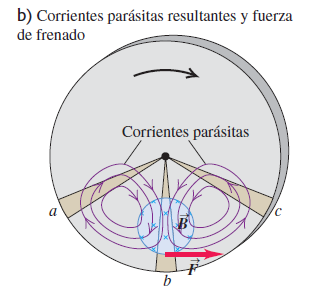 b) Corrientes parásitas resultantes y fuerza
de frenado
Corrientes parásitas
a
B⃗
c
F⃗
b